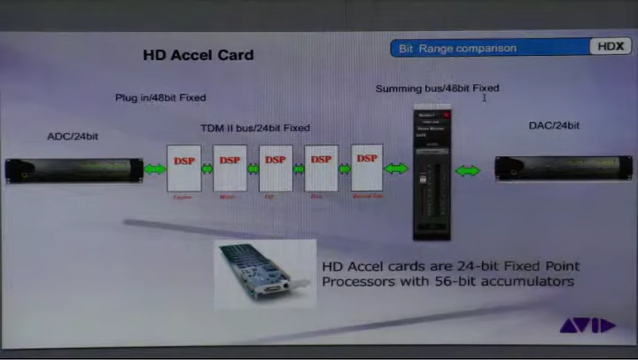 HD Accel Card
Bit Range comparison
HDX
Plug in/48bit Fixed
Summing bus/48bit Fixed
ADC/24bit
TDM II bus/24bit Fixed
DAC/24bit
DSP
DSP
DSP
DSP
DSP
HD Accel cards are 24-bit Fixed Point
Processors with 56-bit accumulators
AVID